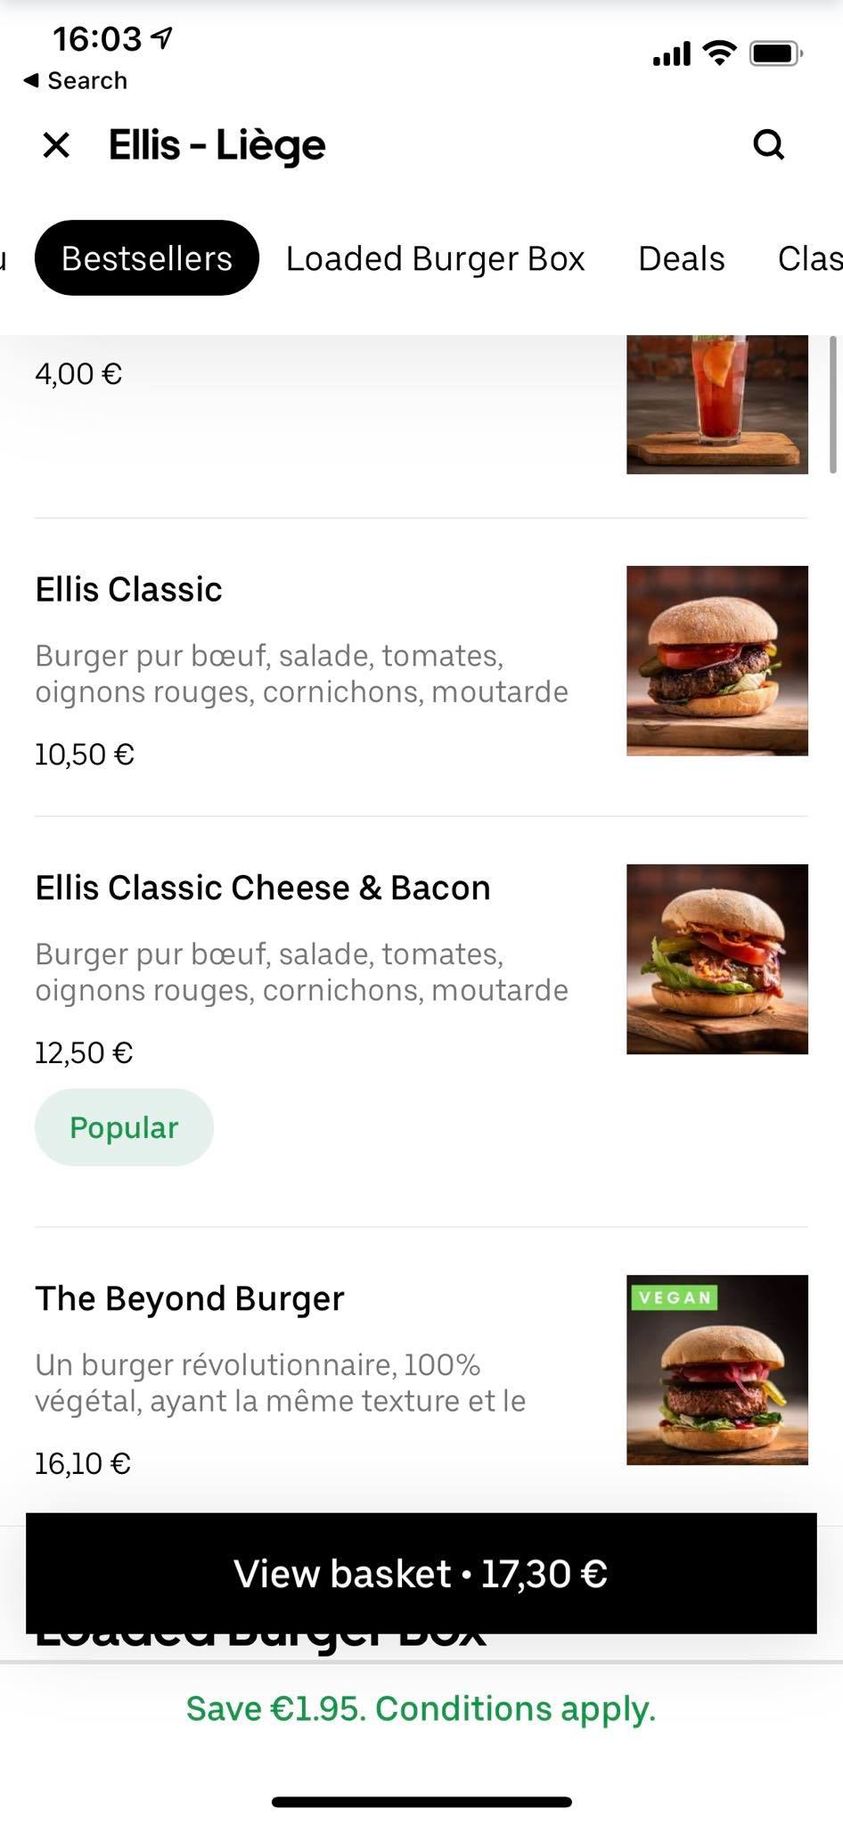 16:03
Search
Ellis - Liège
Bestsellers
Loaded Burger Box
Deals
Clas
4,00 €
Ellis Classic
Burger pur bœuf, salade, tomates,
oignons rouges, cornichons, moutarde
10,50 €
Ellis Classic Cheese & Bacon
Burger pur bœuf, salade, tomates,
oignons rouges, cornichons, moutarde
12,50 €
Popular
The Beyond Burger
VEGAN
Un burger révolutionnaire, 100%
végétal, ayant la même texture et le
16,10 €
View basket • 17,30 €
Loaded Burger Box
Save €1.95. Conditions apply.